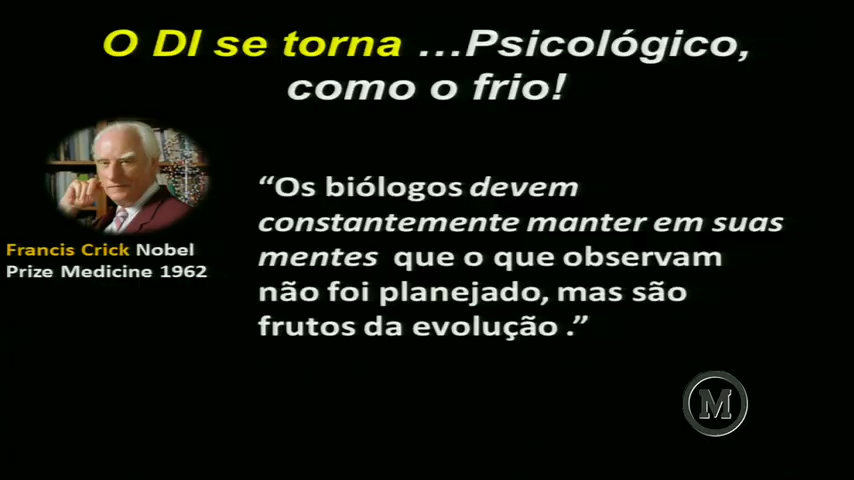 O DI se torna ...Psicológico,
como o frio!
Francis Crick Nobel
Prize Medicine 1962
“Os biólogos devem
constantemente manter em suas
mentes que o que observam
não foi planejado, mas são
frutos da evolução .”
M